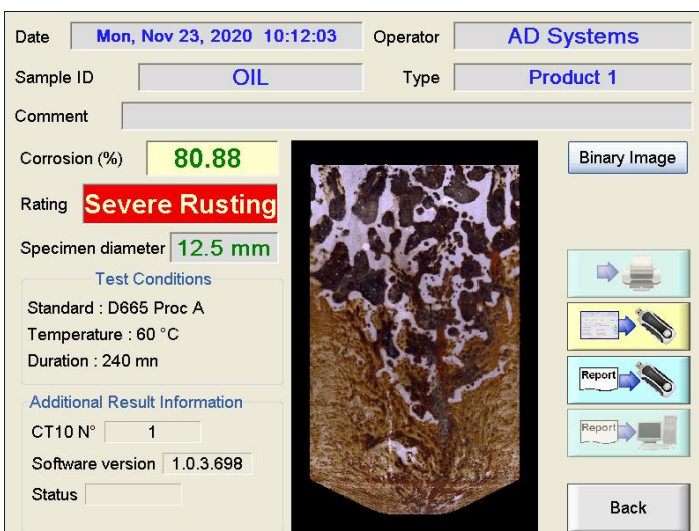 Date Mon, Nov 23, 2020 10:12:03 Operator AD Systems
Sample ID OIL Type Product 1
Comment
Corrosion (%) 80.88 Binary Image
Rating Severe Rusting
Specimen diameter 12.5 mm
Test Conditions
Standard : D665 Proc A
Temperature : 60 °C
Duration : 240 mn
Report
Additional Result Information
CT10 N° 1
Report
Software version 1.0.3.698
Status
Back